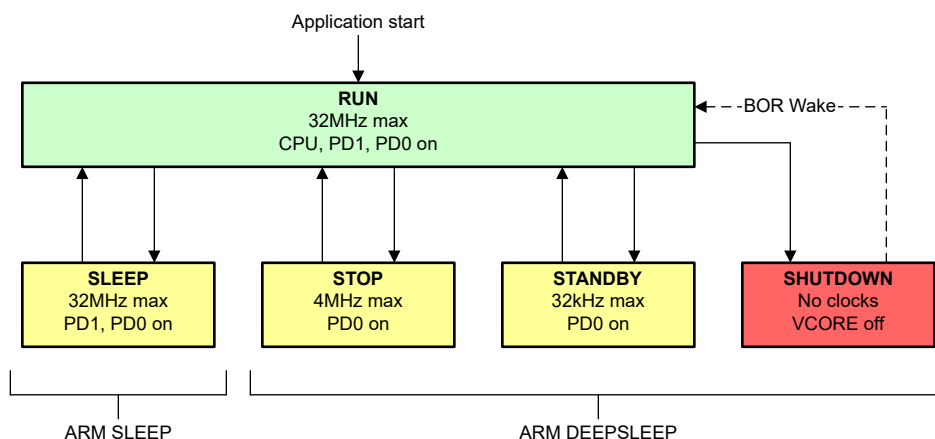 Application start
RUN
32MHz max
CPU, PD1, PD0 on
BOR Wake
SLEEP
32MHz max
PD1, PD0 on
STOP
4MHz max
PD0 on
STANDBY
32kHz max
PD0 on
SHUTDOWN
No clocks
VCORE off
ARM SLEEP
ARM DEEPSLEEP